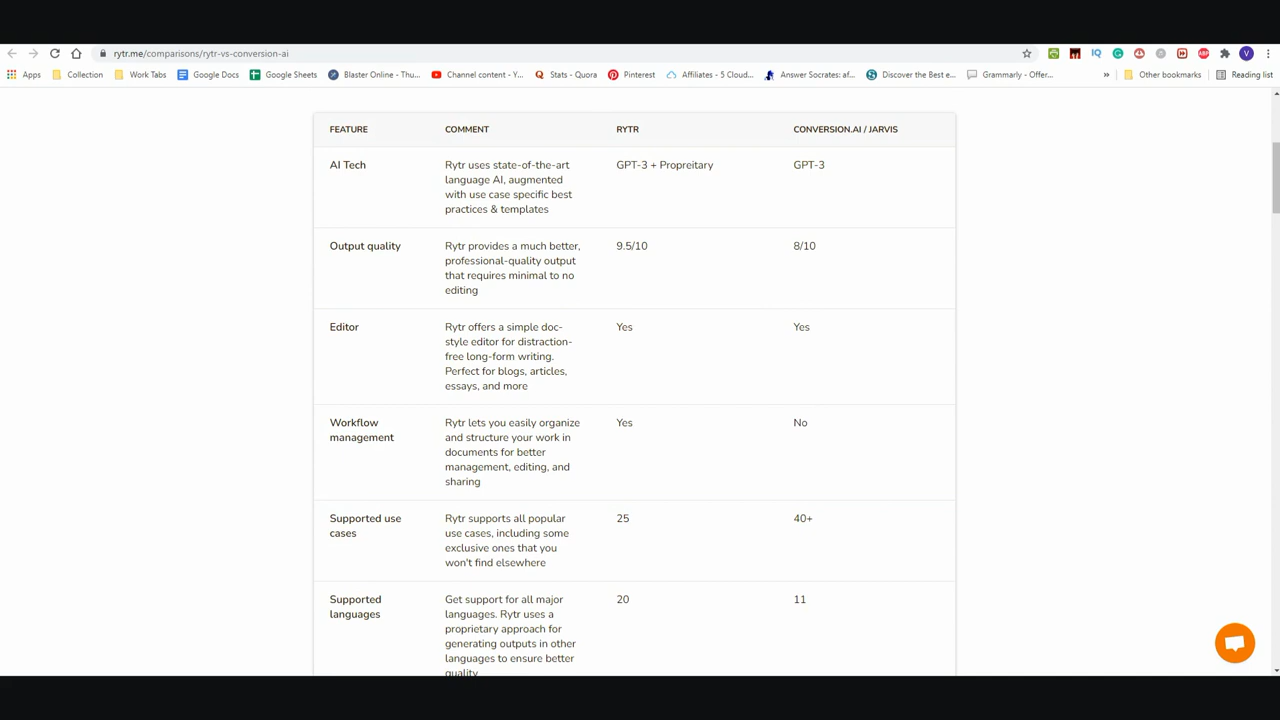 rytr.me/comparisons/rytr-vs-conversion-ai
Apps Collection Work Tabs Google Docs Google Sheets Blaster Online - Thu... Channel content - Y... Stats - Quora Pinterest Affiliates - 5 Cloud... Answer Socrates: af... Discover the Best e... Grammarly - Offer... » Other bookmarks Reading list
FEATURE COMMENT RYTR CONVERSION.AI / JARVIS
AI Tech Rytr uses state-of-the-art GPT-3 + Propreitary GPT-3
language AI, augmented
with use case specific best
practices & templates
Output quality Rytr provides a much better, 9.5/10 8/10
professional-quality output
that requires minimal to no
editing
Editor Rytr offers a simple doc- Yes Yes
style editor for distraction-
free long-form writing.
Perfect for blogs, articles,
essays, and more
Workflow Rytr lets you easily organize Yes No
management and structure your work in
documents for better
management, editing, and
sharing
Supported use Rytr supports all popular 25 40+
cases use cases, including some
exclusive ones that you
won't find elsewhere
Supported Get support for all major 20 11
languages languages. Rytr uses a
proprietary approach for
generating outputs in other
languages to ensure better
quality